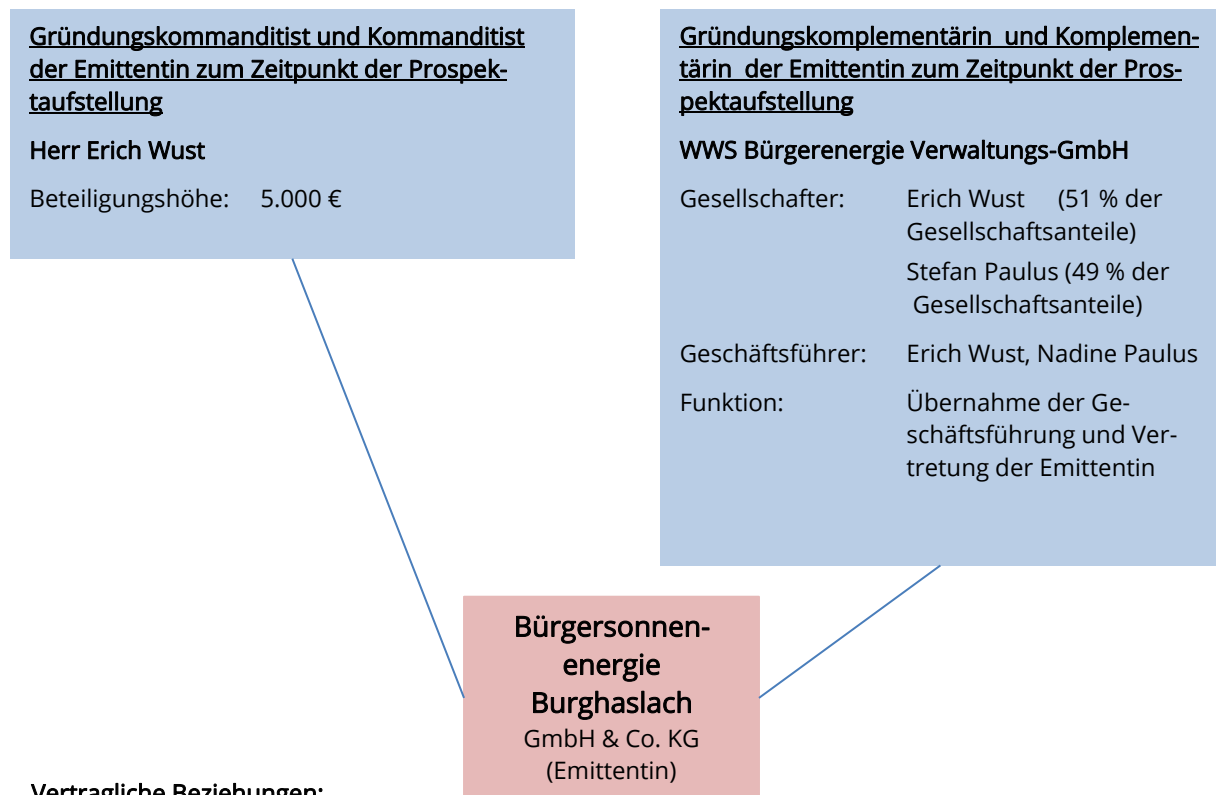 Gründungskommanditist und Kommanditist
der Emittentin zum Zeitpunkt der Prospek-
taufstellung
Herr Erich Wust
Beteiligungshöhe: 5.000 €
Gründungskomplementärin und Komplemen-
tärin der Emittentin zum Zeitpunkt der Pros-
pektaufstellung
WWS Bürgerenergie Verwaltungs-GmbH
Gesellschafter: Erich Wust (51 % der
Gesellschaftsanteile)
Stefan Paulus (49 % der
Gesellschaftsanteile)
Geschäftsführer: Erich Wust, Nadine Paulus
Funktion: Übernahme der Ge-
schäftsführung und Ver-
tretung der Emittentin
Bürgersonnen-
energie
Burghaslach
GmbH & Co. KG
(Emittentin)
Vertragliche Beziehungen: